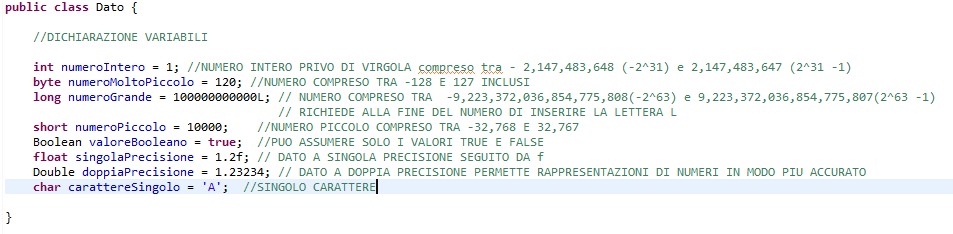 public class Dato {
//DICHIARAZIONE VARIABILI
int numeroIntero = 1; //NUMERO INTERO PRIVO DI VIRGOLA compreso tra - 2,147,483,648 (-2^31) e 2,147,483,647 (2^31 -1)
byte numeroMoltoPiccolo = 120; //NUMERO COMPRESO TRA -128 E 127 INCLUSI
long numeroGrande = 100000000000L; // NUMERO COMPRESO TRA  -9,223,372,036,854,775,808(-2^63) e 9,223,372,036,854,775,807(2^63 -1)
// RICHIEDE ALLA FINE DEL NUMERO DI INSERIRE LA LETTERA L
short numeroPiccolo = 10000;    //NUMERO PICCOLO COMPRESO TRA -32,768 E 32,767
Boolean valoreBooleano = true;  //PUO ASSUMERE SOLO I VALORI TRUE E FALSE
float singolaPrecisione = 1.2f; // DATO A SINGOLA PRECISIONE SEGUITO DA f
Double doppiaPrecisione = 1.23234; // DATO A DOPPIA PRECISIONE PERMETTE RAPPRESENTAZIONI DI NUMERI IN MODO PIU ACCURATO
char carattereSingolo = 'A';  //SINGOLO CARATTERE
}